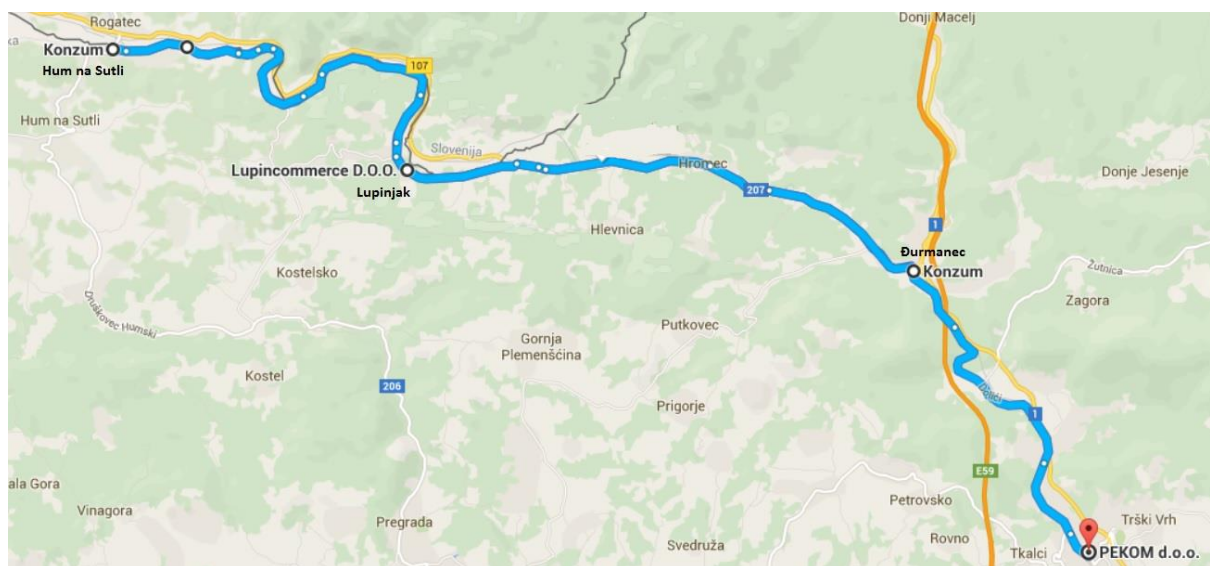 Rogatec
Donji Macelj
ka
Konzum
Hum na Sutli
107
Hum na Sutli
Slovenija
Lupincommerce D.O.O.
Lupinjak
Hromec
Donje Jesenje
207
Hlevnica
1
Đurmanec
Konzum
Kostelsko
Žutnica
Zagora
Druškovec Humski
Putkovec
Gornja
Plemenšćina
Kostel
206
Prigorje
Dolići
1
E59
ala Gora
Petrovsko
Vinagora
Pregrada
Trški Vrh
Svedruža
Rovno
Tkalci
PEKOM d.o.o.